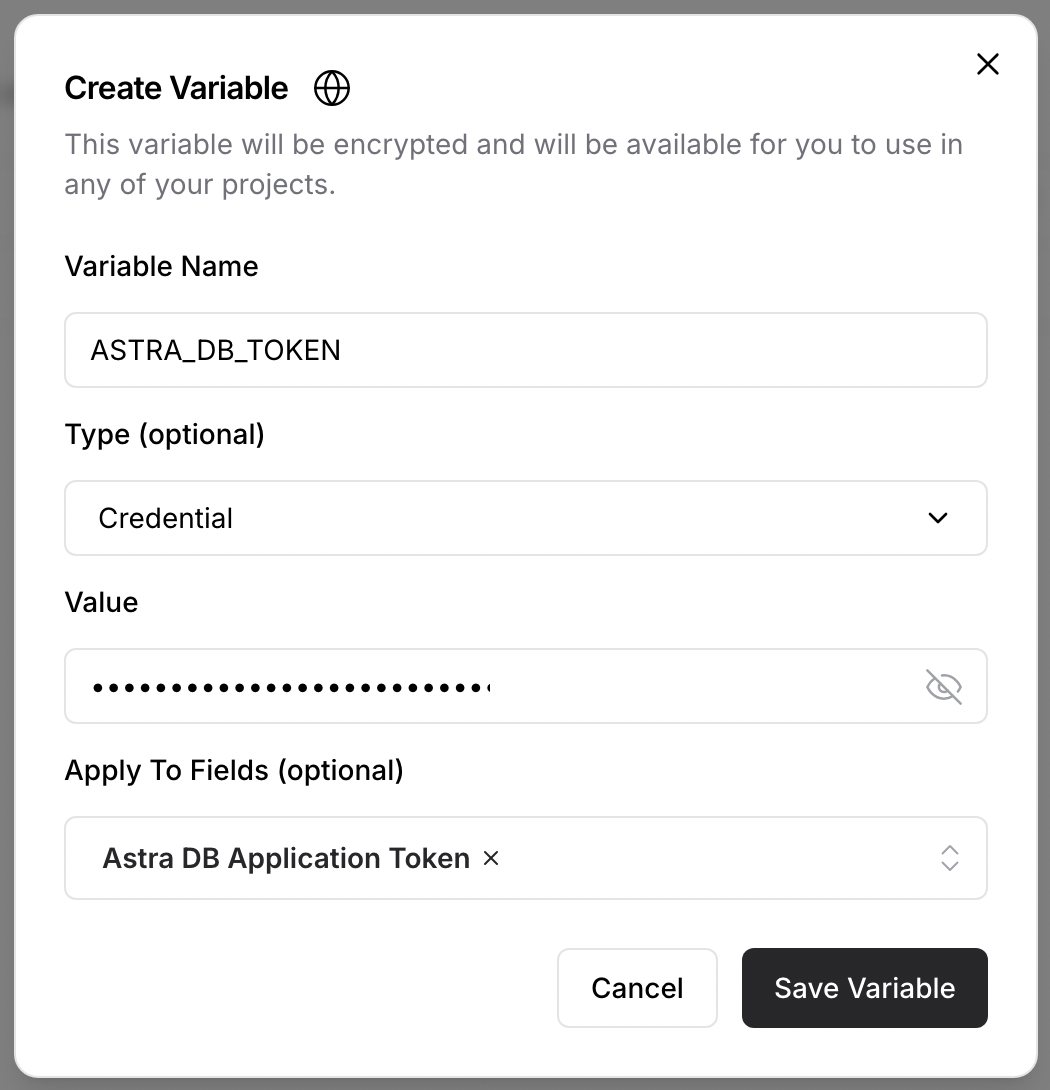 Create Variable
This variable will be encrypted and will be available for you to use in
any of your projects.
Variable Name
ASTRA_DB_TOKEN
Type (optional)
Credential
Value
••••••••••••••••••••••••••
Apply To Fields (optional)
Astra DB Application Token
Cancel
Save Variable